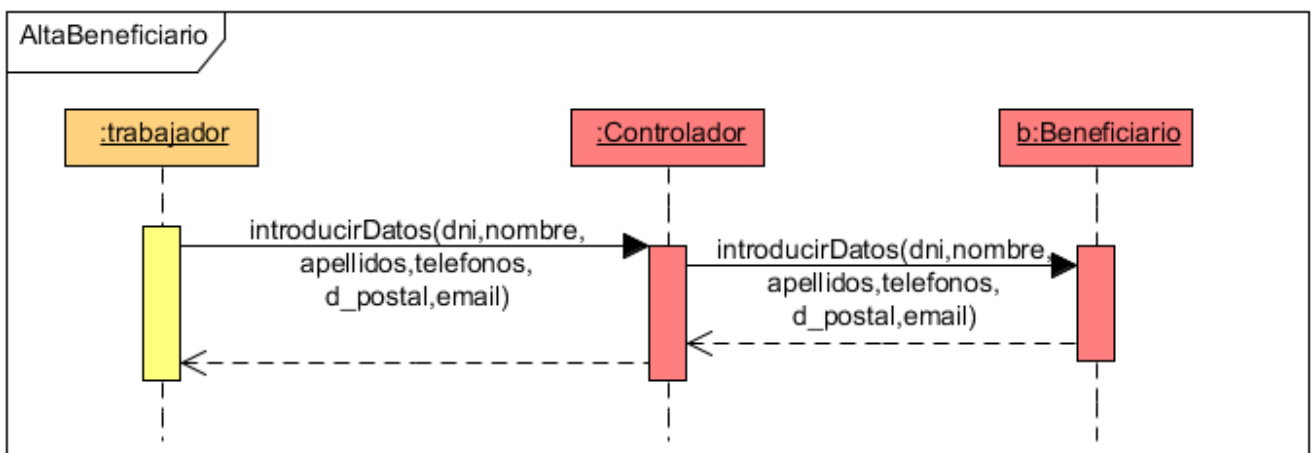 AltaBeneficiario
:trabajador
:Controlador
b:Beneficiario
introducirDatos(dni,nombre,
apellidos,telefonos,
d_postal,email)
introducirDatos(dni,nombre,
apellidos,telefonos,
d_postal,email)